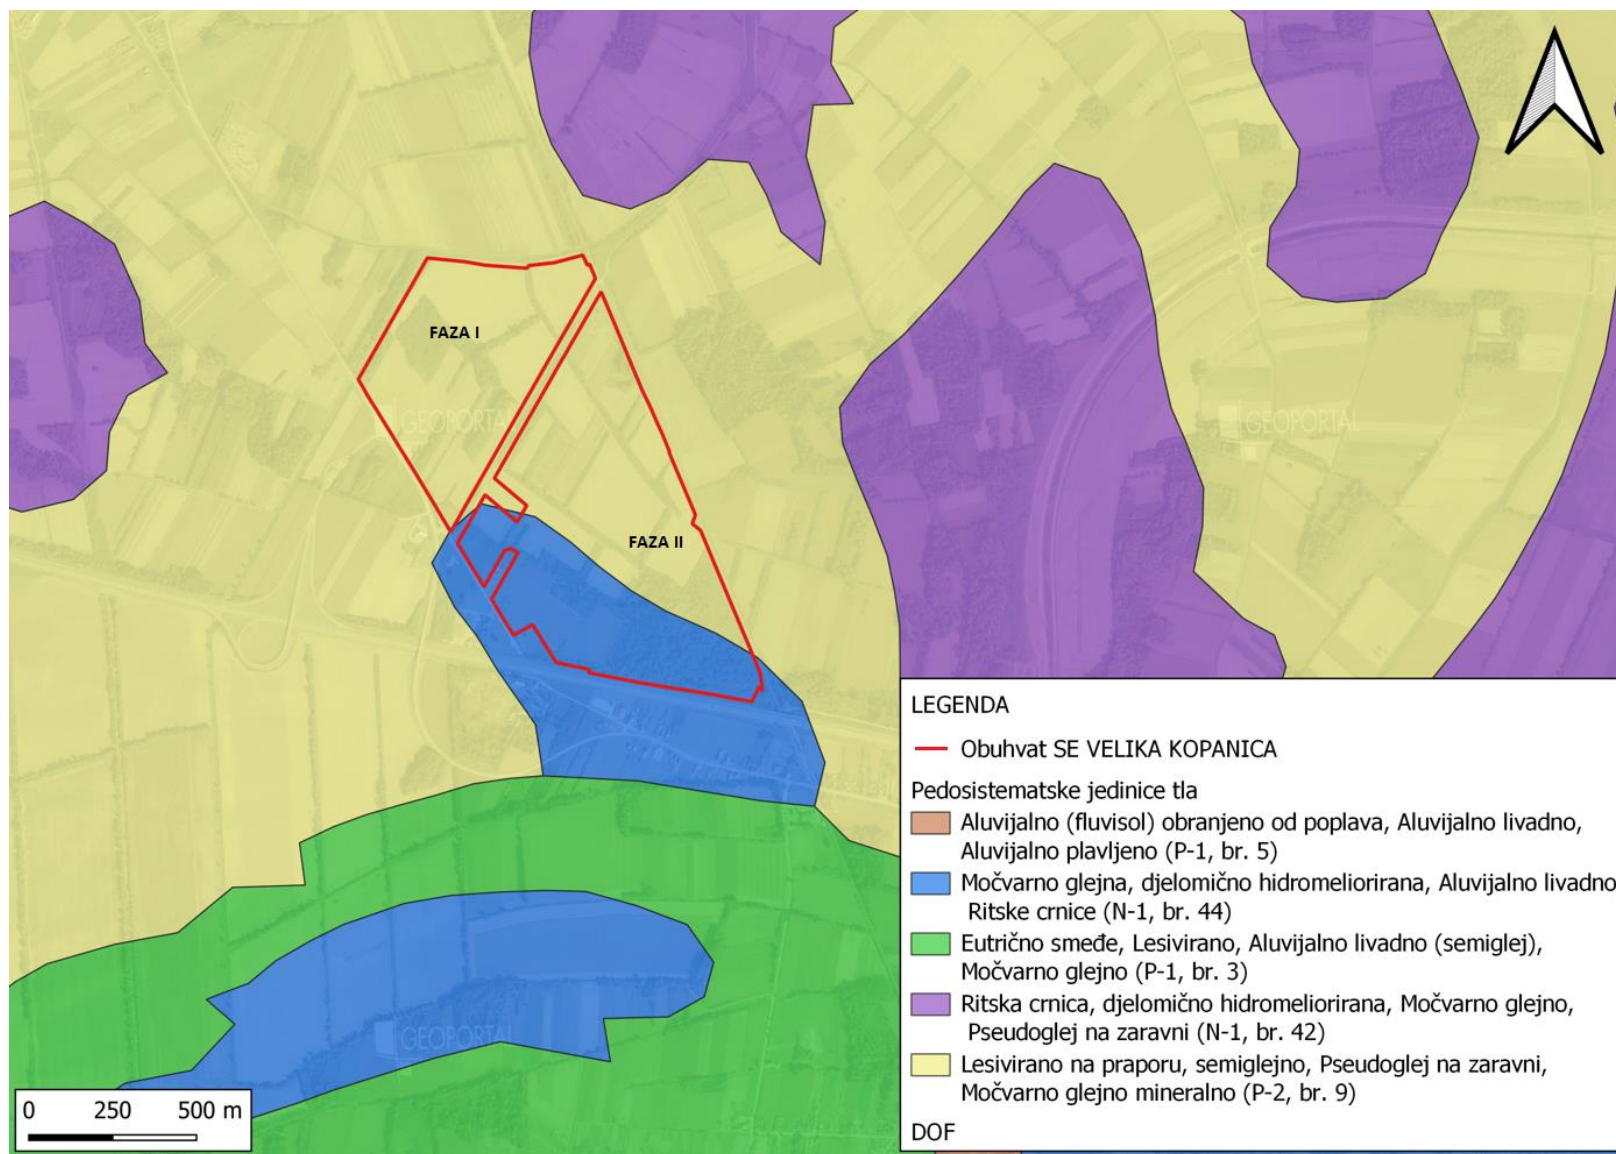 FAZA I
GEOPORTAL
GEOPORTAL
FAZA II
LEGENDA
Obuhvat SE VELIKA KOPANICA
Pedosistematske jedinice tla
Aluvijalno (fluvisol) obranjeno od poplava, Aluvijalno livadno,
Aluvijalno plavljeno (P-1, br. 5)
Močvarno glejna, djelomično hidromeliorirana, Aluvijalno livadno
Ritske crnice (N-1, br. 44)
Eutrično smeđe, Lesivirano, Aluvijalno livadno (semiglej),
Močvarno glejno (P-1, br. 3)
Ritska crnica, djelomično hidromeliorirana, Močvarno glejno,
Pseudoglej na zaravni (N-1, br. 42)
Lesivirano na praporu, semiglejno, Pseudoglej na zaravni,
Močvarno glejno mineralno (P-2, br. 9)
DOF
GEOPORTAL
0 250 500 m